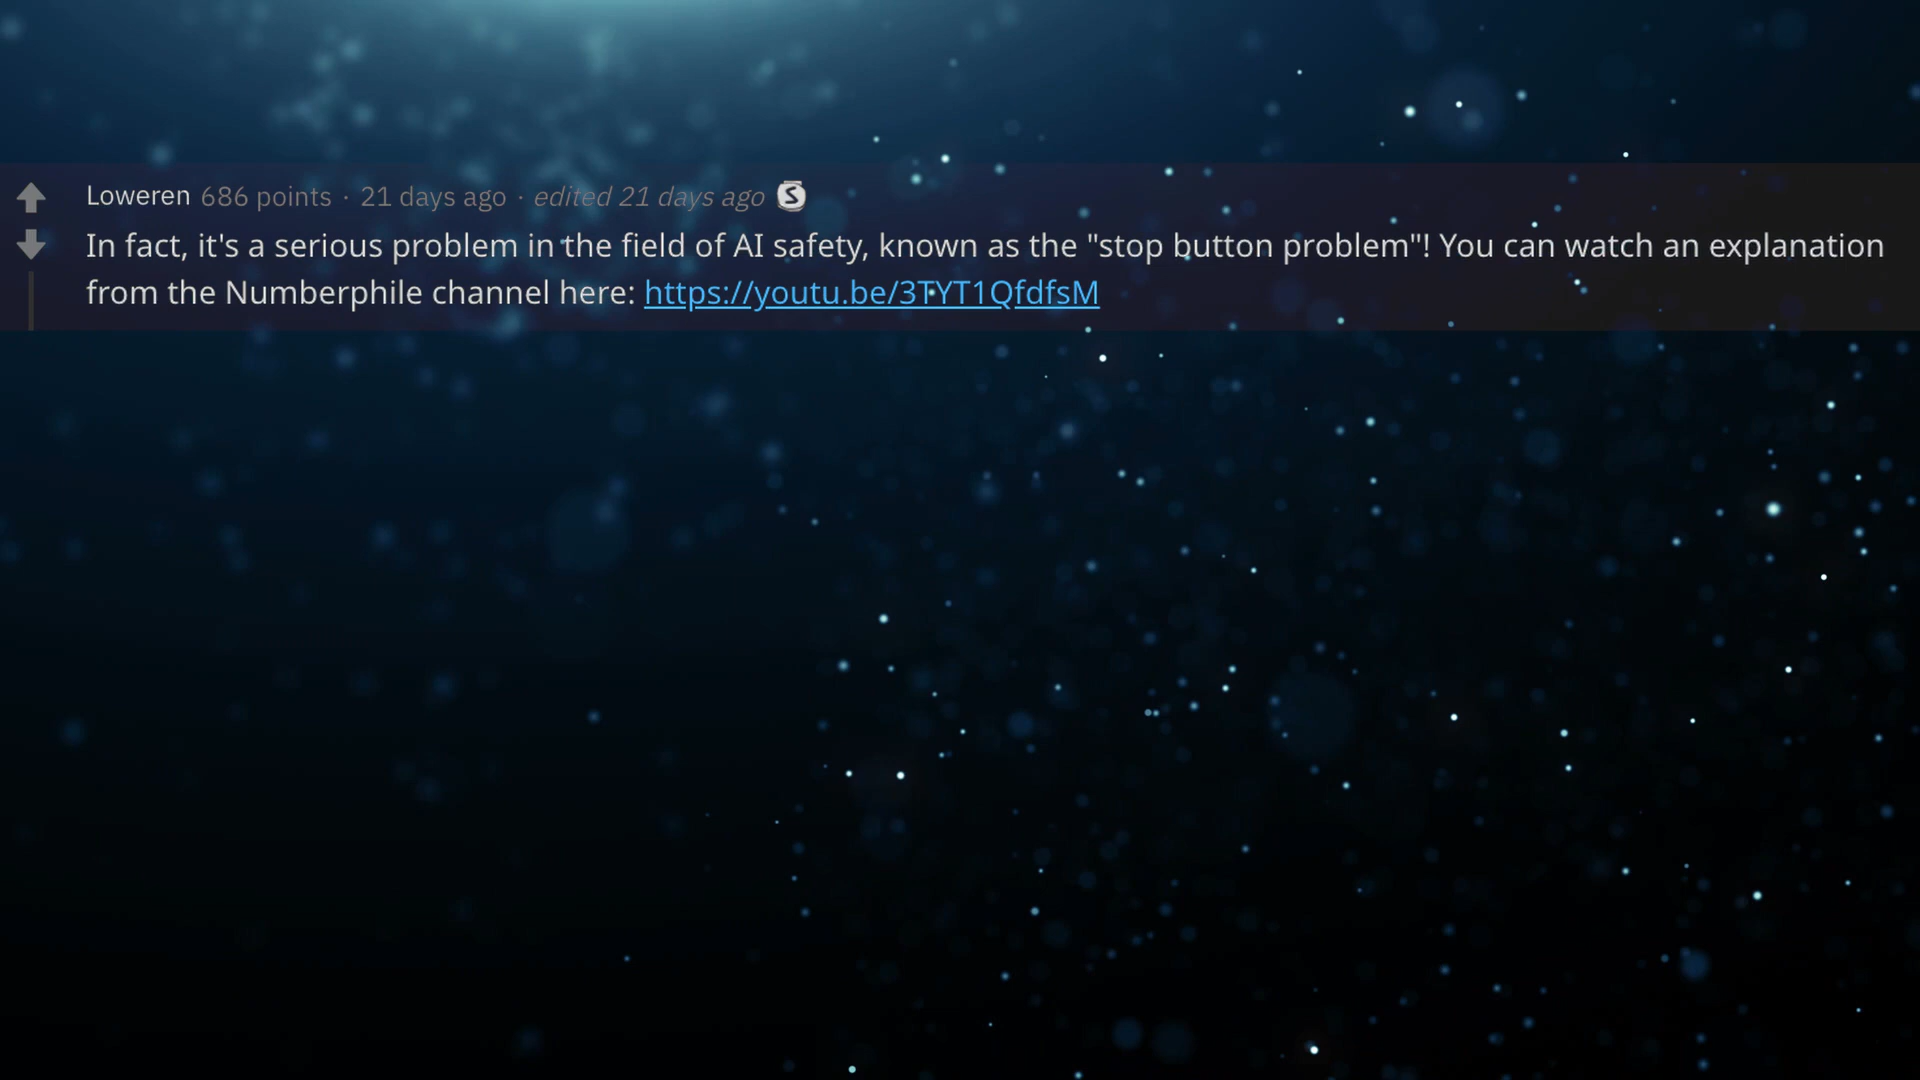 Loweren 686 points · 21 days ago · edited 21 days ago S
In fact, it's a serious problem in the field of AI safety, known as the "stop button problem"! You can watch an explanation
from the Numberphile channel here: https://youtu.be/3TYT1QfdfsM